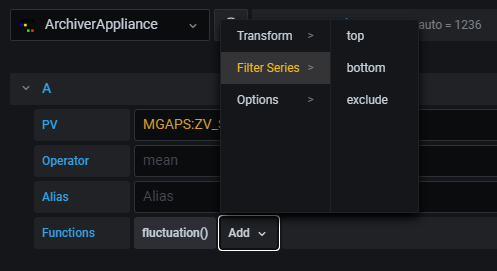 ArchiverAppliance
auto = 1236
Transform >
top
Filter Series >
bottom
Options >
exclude
A
PV
MGAPS:ZV_
Operator
mean
Alias
Alias
Functions
fluctuation()
Add